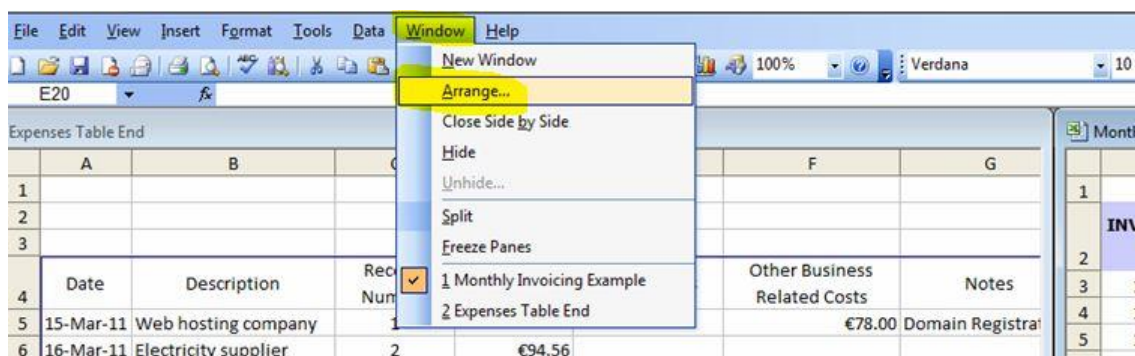 File Edit View Insert Format Tools Data Window Help
100% Verdana 10
E20 fx
New Window
Arrange...
Close Side by Side
Hide
Unhide...
Split
Freeze Panes
1 Monthly Invoicing Example
2 Expenses Table End
Expenses Table End
A B F G
1
2
3
4 Date Description Other Business Related Costs Notes
5 15-Mar-11 Web hosting company 1 €78.00 Domain
6 16-Mar-11 Electricity supplier 2 €94.56
1
2
3
4
5